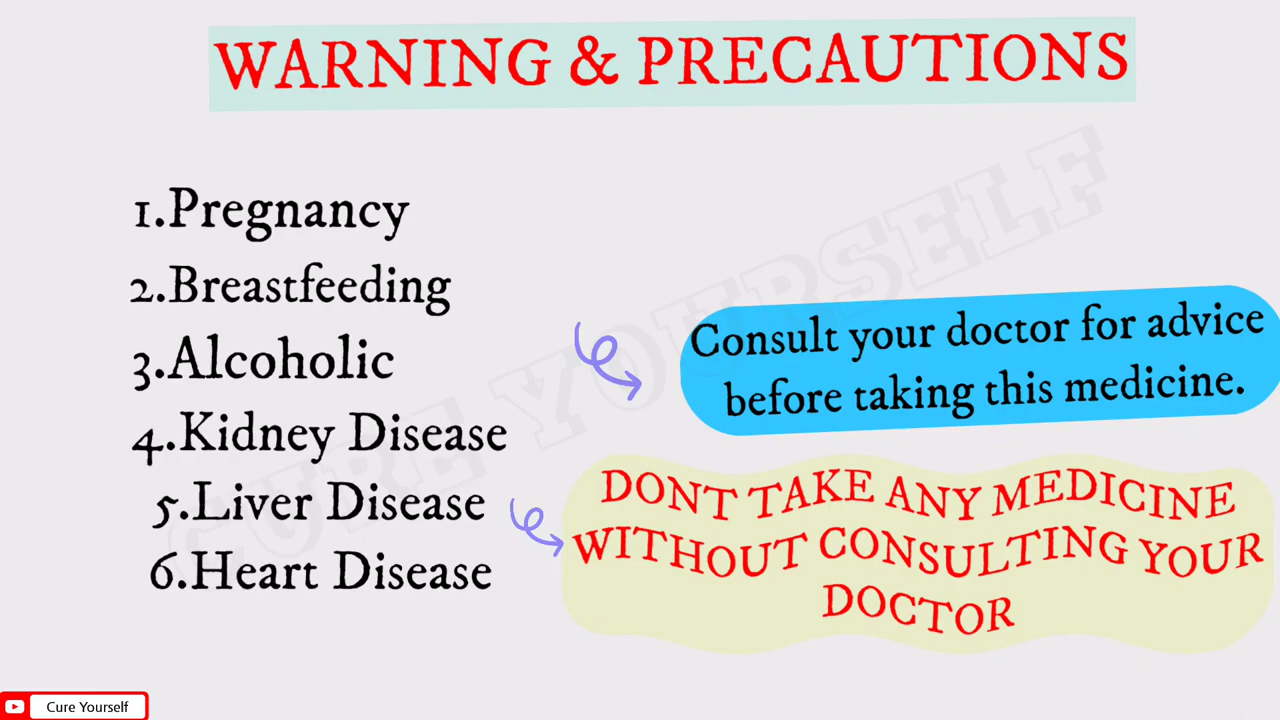 WARNING & PRECAUTIONS
1.Pregnancy
2.Breastfeeding
3.Alcoholic
4.Kidney Disease
5.Liver Disease
6.Heart Disease
Consult your doctor for advice
before taking this medicine.
DONT TAKE ANY MEDICINE
WITHOUT CONSULTING YOUR
DOCTOR
CURE YOURSELF
Cure Yourself